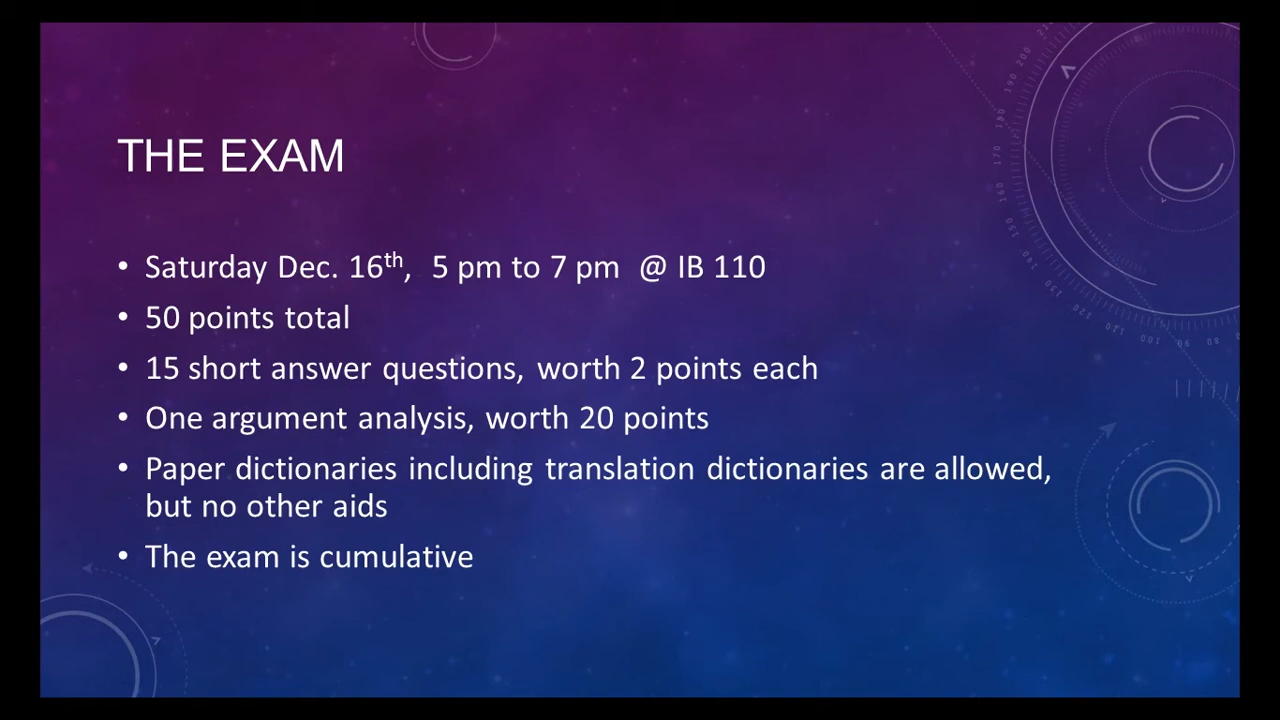 THE EXAM
• Saturday Dec. 16th, 5 pm to 7 pm @ IB 110
• 50 points total
• 15 short answer questions, worth 2 points each
• One argument analysis, worth 20 points
• Paper dictionaries including translation dictionaries are allowed,
but no other aids
• The exam is cumulative